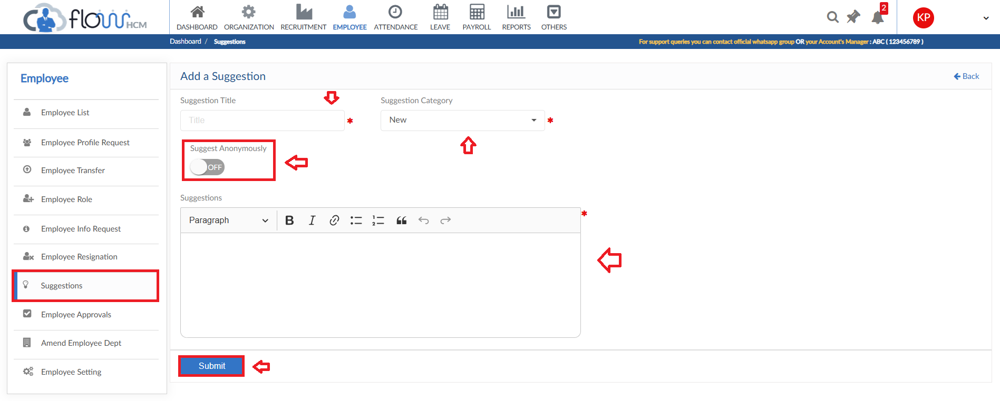 flowHCM
DASHBOARD ORGANIZATION RECRUITMENT EMPLOYEE ATTENDANCE LEAVE PAYROLL REPORTS OTHERS
2
KP
Dashboard / Suggestions
For support queries you can contact official whatsapp group OR your Account's Manager : ABC ( 123456789 )
Employee
Employee List
Employee Profile Request
Employee Transfer
Employee Role
Employee Info Request
Employee Resignation
Suggestions
Employee Approvals
Amend Employee Dept
Employee Setting
Add a Suggestion
Back
Suggestion Title
Suggestion Category
Title
*
New
*
Suggest Anonymously
OFF
Suggestions
Paragraph
*
Submit